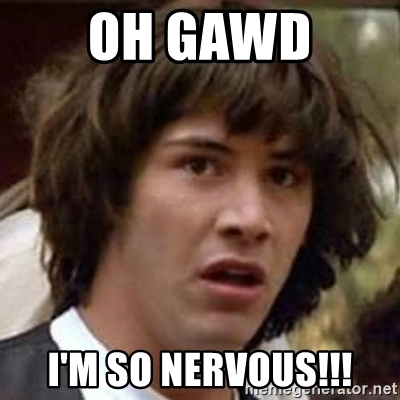 OH GAWD
I'M SO NERVOUS!!!
memegenerator.net